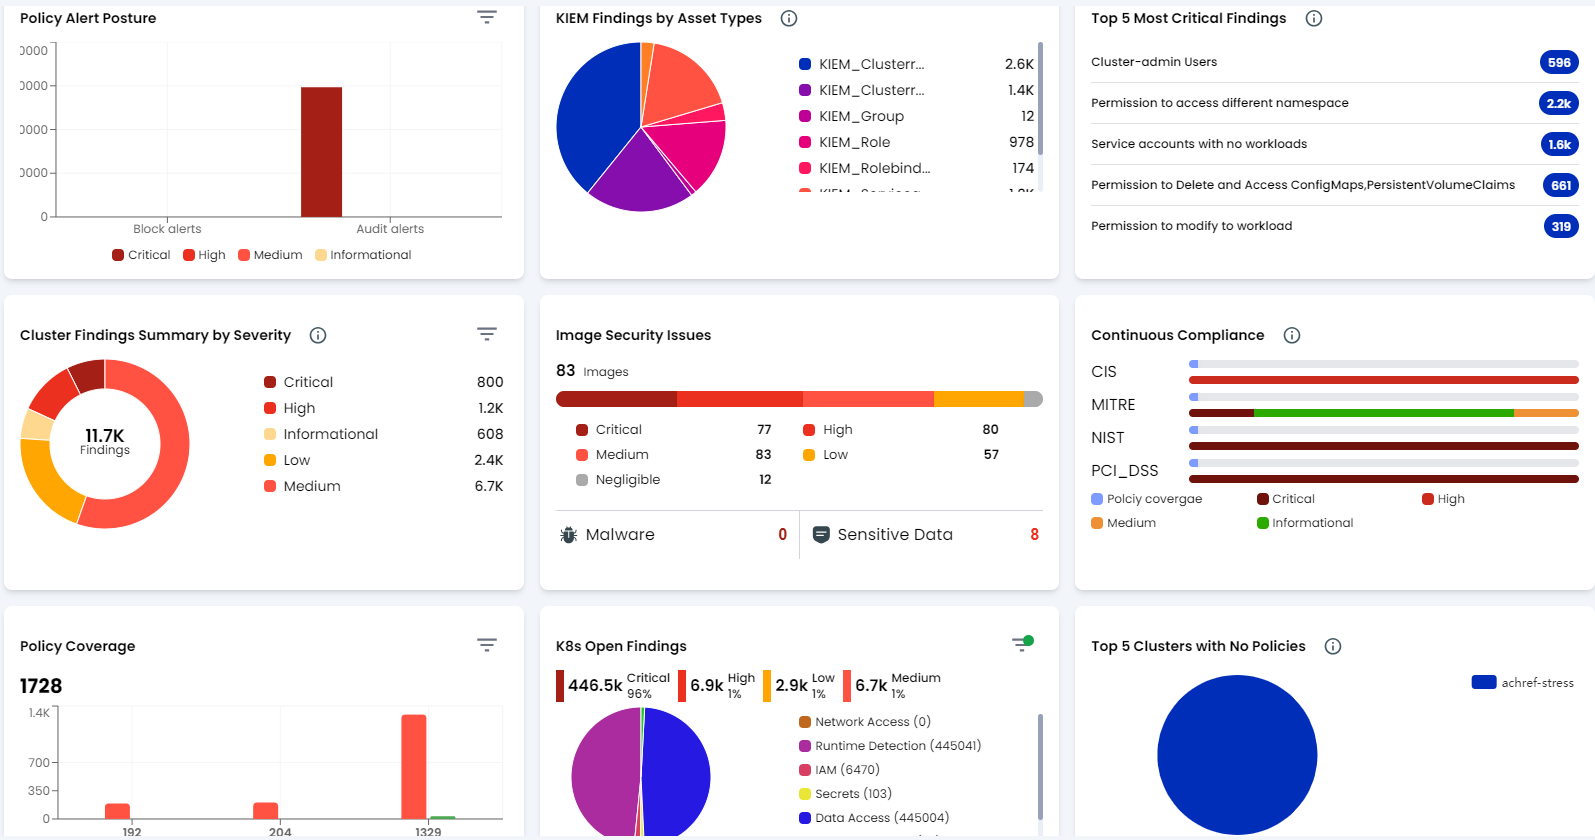 Policy Alert Posture
0000
0000
0000
0000
0
Block alerts
Audit alerts
Critical
High
Medium
Informational
KIEM Findings by Asset Types
KIEM_Clusterr...
2.6K
KIEM_Clusterr...
1.4K
KIEM_Group
12
KIEM_Role
978
KIEM_Rolebind...
174
Top 5 Most Critical Findings
Cluster-admin Users
596
Permission to access different namespace
2.2k
Service accounts with no workloads
1.6k
Permission to Delete and Access ConfigMaps,PersistentVolumeClaims
661
Permission to modify to workload
319
Cluster Findings Summary by Severity
11.7K
Findings
Critical
800
High
1.2K
Informational
608
Low
2.4K
Medium
6.7K
Image Security Issues
83 Images
Critical
77
High
80
Medium
83
Low
57
Negligible
12
Malware
0
Sensitive Data
8
Continuous Compliance
CIS
MITRE
NIST
PCI_DSS
Polciy covergae
Critical
High
Medium
Informational
Policy Coverage
1728
1.4K
700
350
0
192
204
1329
K8s Open Findings
446.5k
Critical
96%
6.9k
High
1%
2.9k
Low
1%
6.7k
Medium
1%
Network Access (0)
Runtime Detection (445041)
IAM (6470)
Secrets (103)
Data Access (445004)
Top 5 Clusters with No Policies
achref-stress